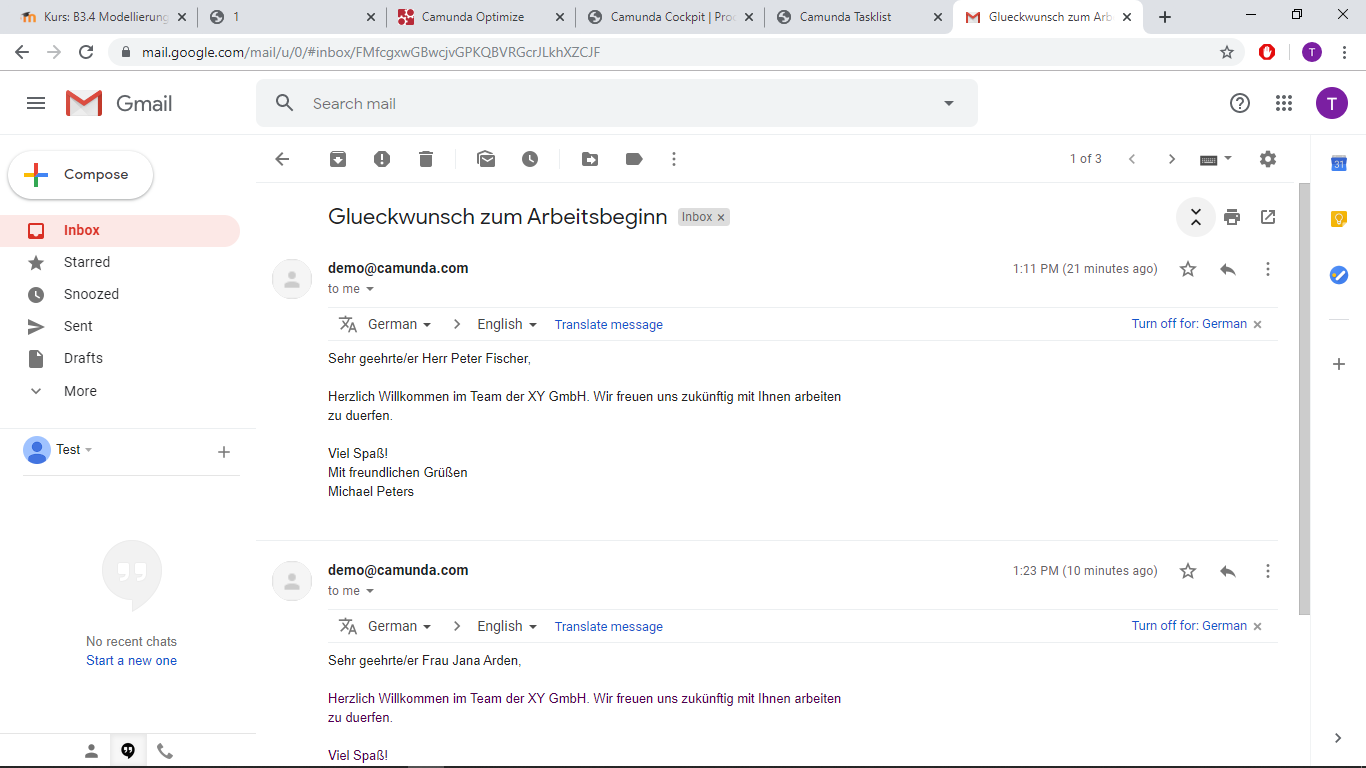 Kurs: B3.4 Modellierung
1
Camunda Optimize
Camunda Cockpit | Pro
Camunda Tasklist
Glueckwunsch zum Arb
mail.google.com/mail/u/0/#inbox/FMfcgxwGBwcjvGPKQBVRGcrJLkhXZCJF
T
Gmail
Search mail
T
Compose
1 of 3
31
Glueckwunsch zum Arbeitsbeginn
Inbox x
Inbox
Starred
Snoozed
Sent
Drafts
More
demo@camunda.com
1:11 PM (21 minutes ago)
to me
German > English Translate message
Turn off for: German x
Sehr geehrte/er Herr Peter Fischer,
Herzlich Willkommen im Team der XY GmbH. Wir freuen uns zukünftig mit Ihnen arbeiten
zu duerfen.
Viel Spaß!
Mit freundlichen Grüßen
Michael Peters
Test
No recent chats
Start a new one
demo@camunda.com
1:23 PM (10 minutes ago)
to me
German > English Translate message
Turn off for: German x
Sehr geehrte/er Frau Jana Arden,
Herzlich Willkommen im Team der XY GmbH. Wir freuen uns zukünftig mit Ihnen arbeiten
zu duerfen.
Viel Spaß!